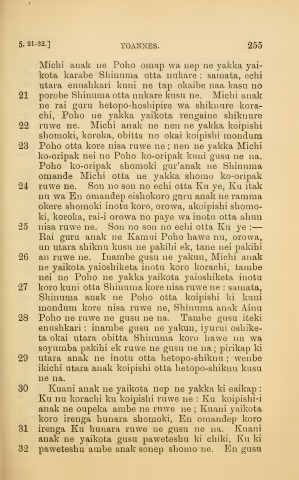 5. 21-32.] YOANNES. 255
Michi anak ne Poho omap wa nep ne yakka yai-
kota karabe Shinuma otta nukare: samata, echi
utara enushkari kuni ne tap okaibe naa kasu no
21 porobe Shinuma otta nukare kusu ne. Michi anak
ne rai guru hetopo-hoshipire wa shiknure kora-
chi, Poho ne yakka yaikota rengaine shiknure
22 ruwe ne. Michi anak ne nen ne yakka koipishi
shomoki, koroka, obitta no okai koipishi mondum
23 Poho otta kore nisa ruwe ne; nen ne yakka Michi
ko-oripak nei no Poho ko-oripak kuni gusu ne na.
Poho ko-oripak shomoki gur'anak ne Shinuma
omande Michi otta ne yakka shomo ko-oripak
24 ruwe ne. Son no son no echi otta Ku ye, Ku itak
nu wa En omandep eishokoro guru anak ne ramma
okere shomoki inotu koro, orowa, akoipishi shomo-
ki, koroka, rai-i orowa no paye wa inotu otta ahun
25 nisa ruwe ne. Son no son no echi otta Ku ye:—
Rai guru anak ne Kamui Poho hawe nu, orowa,
un utara shiknu kusu ne pakihi ek, tane nei pakihi
26 an ruwe ne. Inambe gusu ne yakun, Michi anak
ne yaikota yaioshiketa inotu koro korachi, tambe
nei no Poho ne yakka yaikota yaioshiketa inotu
27 koro kuni otta Shinuma kore nisa ruwe ne: samata,
Shinuma anak ne Poho otta koipishi ki kuni
mondum kore nisa ruwe ne, Shinuma anak Ainu
28 Poho ne ruwe ne gusu ne na. Tambe gusu iteki
enushkari: inambe gusu ne yakun, iyurui oshike-
ta okai utara obitta Shinuma koro hawe nu wa
soyumba pakihi ek ruwe ne gusu ne na; pirikap ki
29 utara anak ne inotu otta hetopo-shiknu; wenbe
ikichi utara anak koipishi otta hetopo-shiknu kusu
ne na.
30 Kuani anak ne yaikota nep ne yakka ki eaikap:
Ku nu korachi ku koipishi ruwe ne: Ku koipishi-i
anak ne oupeka ambe ne ruwe ne; Kuani yaikota
koro irenga hunara shomoki, En omandep koro
31 irenga Ku hunara ruwe ne gusu ne na. Kuani
anak ne yaikota gusu paweteshu ki chiki, Ku ki
32 paweteshu ambe anak sonep shomo ne. En gusu